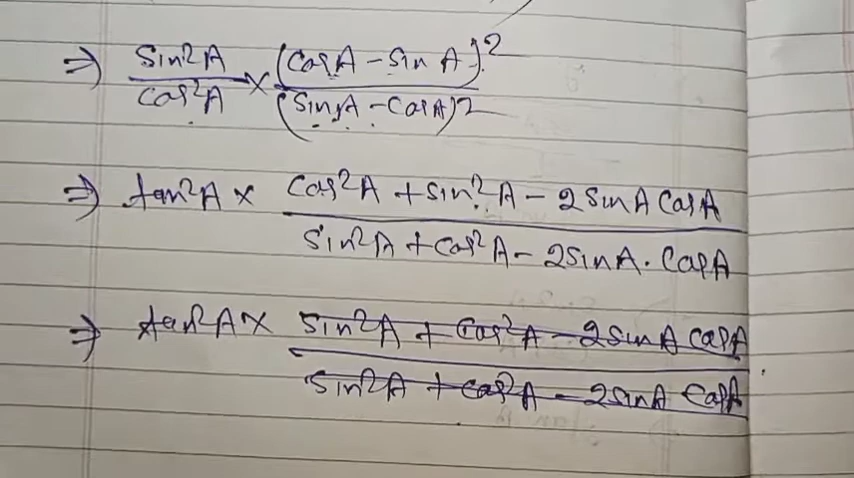 ⇒ Sin²A / Cos²A × (CosA - Sin A)² / (SinA - CosA)²
⇒ tan²A × Cos²A + Sin²A - 2SinA CosA / Sin²A + Cos²A - 2SinA . CosA
⇒ tan²A × Sin²A + Cos²A - 2SinA CosA / Sin²A + Cos²A - 2SinA CosA